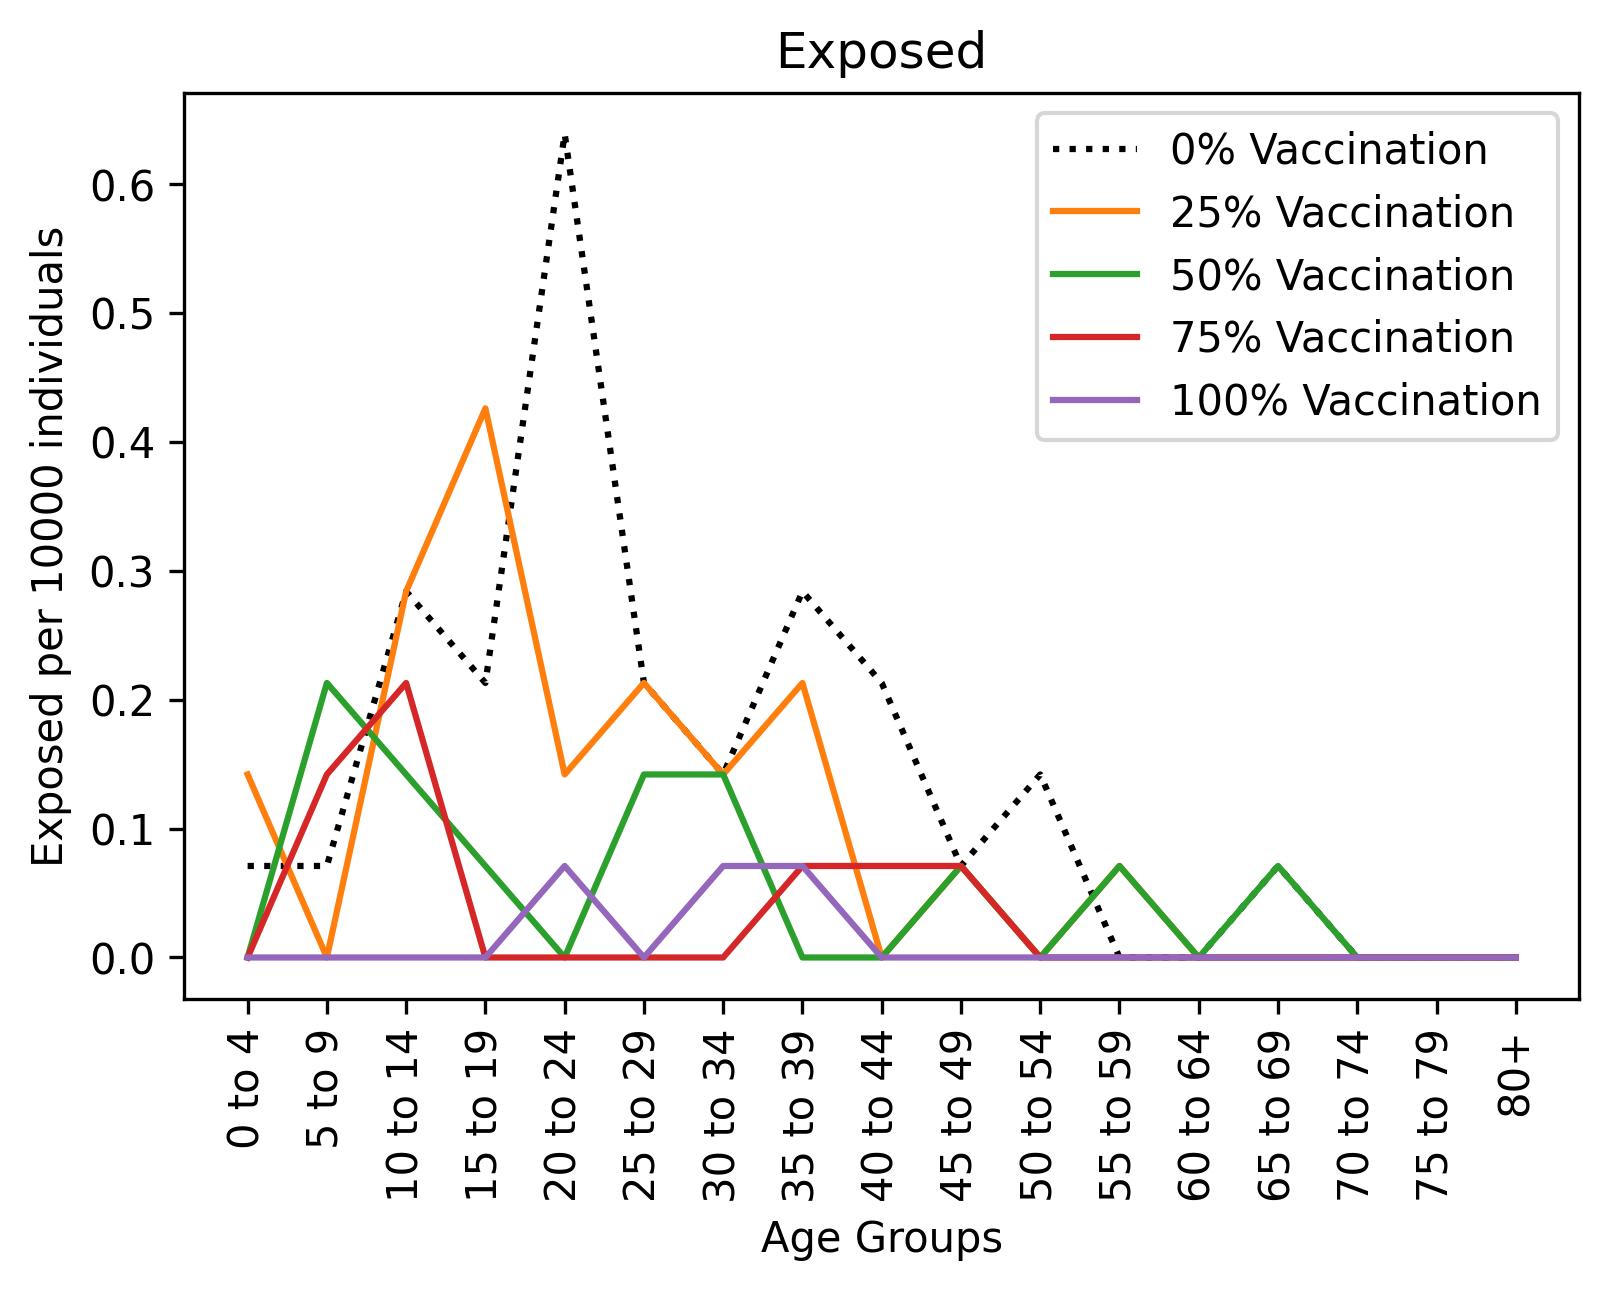 Exposed
Exposed per 10000 individuals
0.6
0.5
0.4
0.3
0.2
0.1
0.0
0% Vaccination
25% Vaccination
50% Vaccination
75% Vaccination
100% Vaccination
0 to 4
5 to 9
10 to 14
15 to 19
20 to 24
25 to 29
30 to 34
35 to 39
40 to 44
45 to 49
50 to 54
55 to 59
60 to 64
65 to 69
70 to 74
75 to 79
80+
Age Groups